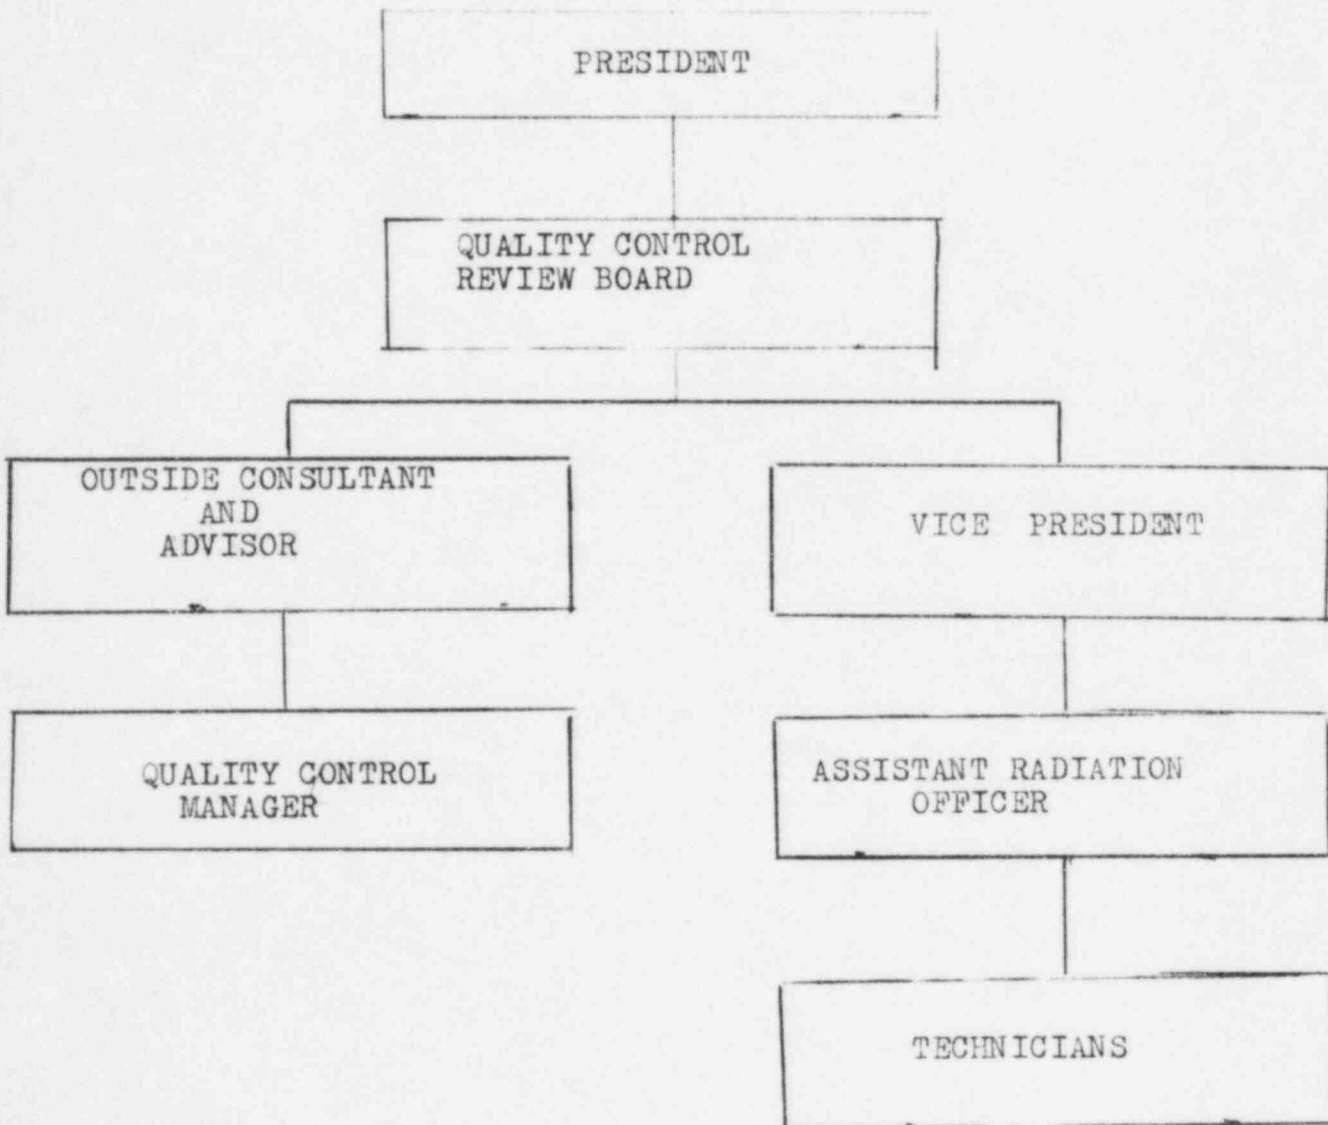 PRESIDENT
QUALITY CONTROL
REVIEW BOARD
OUTSIDE CONSULTANT
AND
ADVISOR
VICE PRESIDENT
QUALITY CONTROL
MANAGER
ASSISTANT RADIATION
OFFICER
TECHNICIANS